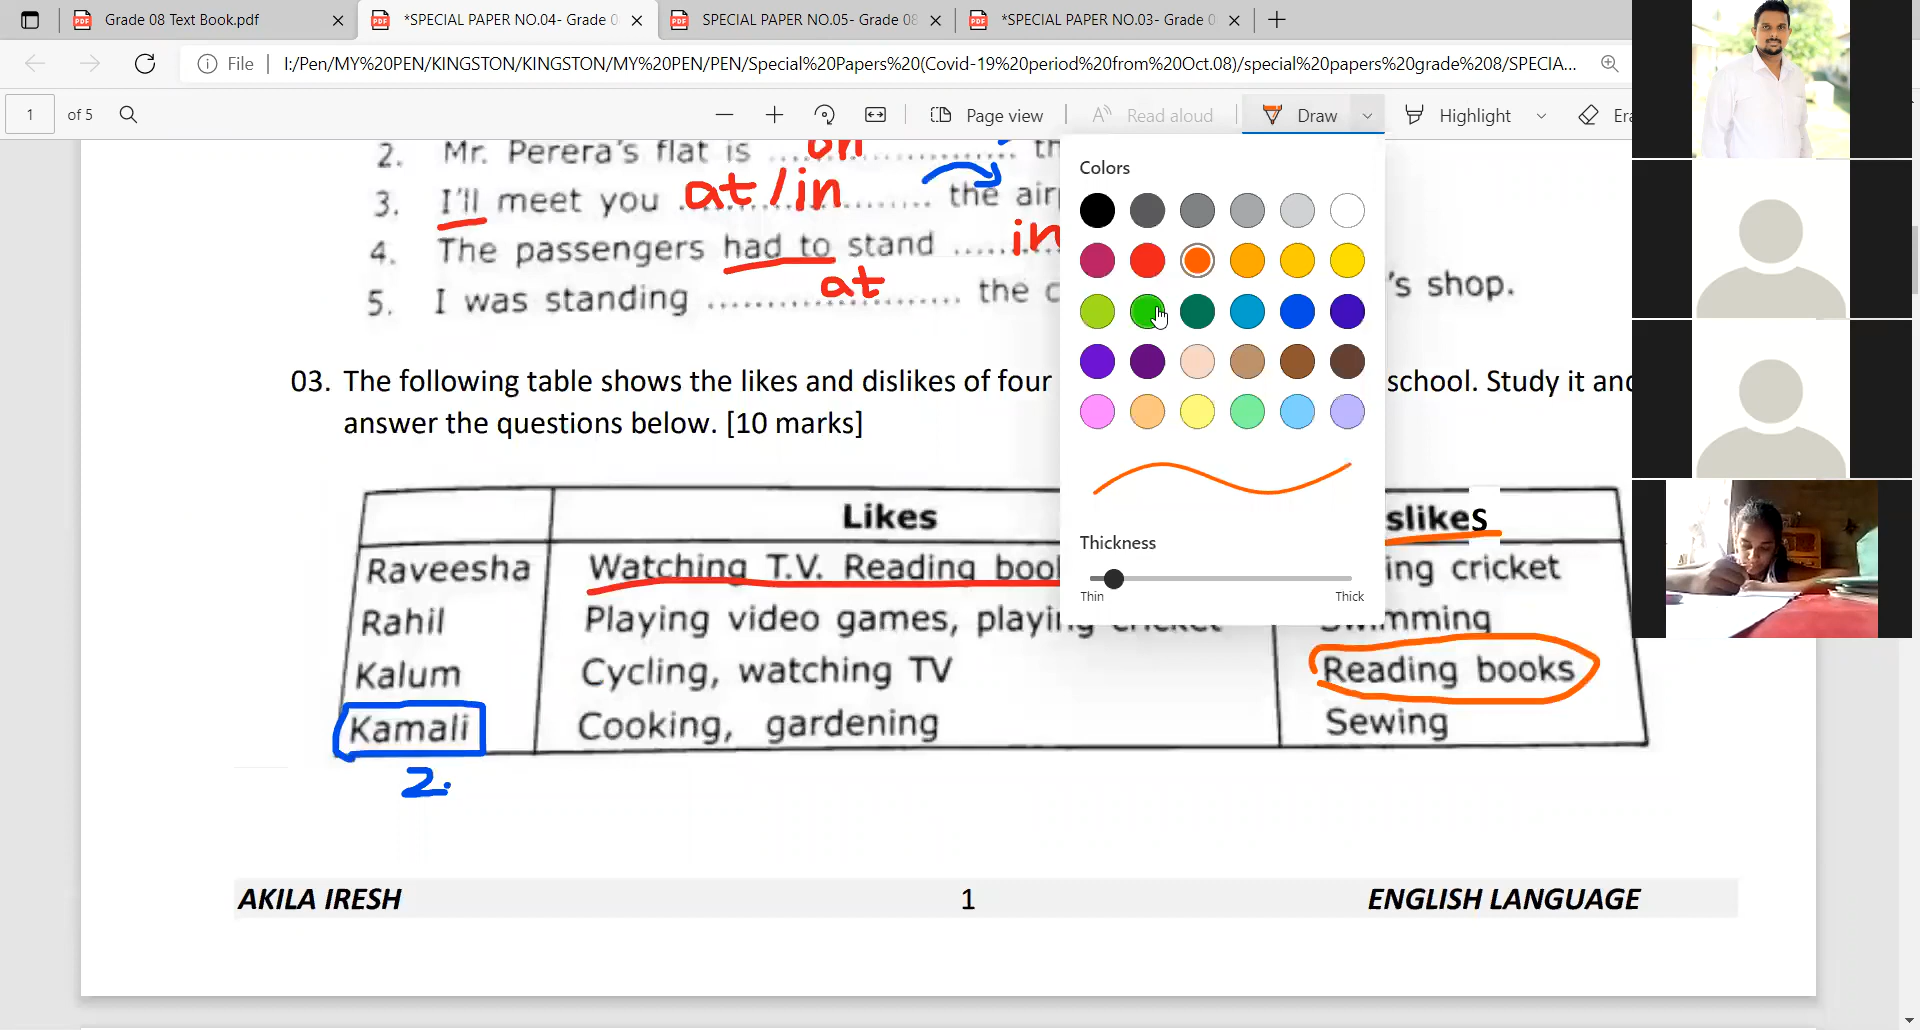 Grade 08 Text Book.pdf
*SPECIAL PAPER NO.04- Grade 0
SPECIAL PAPER NO.05- Grade 08
*SPECIAL PAPER NO.03- Grade 0
File
I:/Pen/MY%20PEN/KINGSTON/KINGSTON/MY%20PEN/PEN/Special%20Papers%20(Covid-19%20period%20from%20Oct.08)/special%20papers%20grade%208/SPECIA...
1 of 5
Page view
Read aloud
Draw
Highlight
Era
2. Mr. Perera's flat is on th
3. I'll meet you at/in the air
4. The passengers had to stand in
5. I was standing at the c 's shop.
03. The following table shows the likes and dislikes of four school. Study it and
answer the questions below. [10 marks]
Likes slikes
Raveesha Watching T.V. Reading boo ing cricket
Rahil Playing video games, playing cricket Swimming
Kalum Cycling, watching TV Reading books
Kamali Cooking, gardening Sewing
2.
AKILA IRESH 1 ENGLISH LANGUAGE
Colors
Thickness
Thin Thick